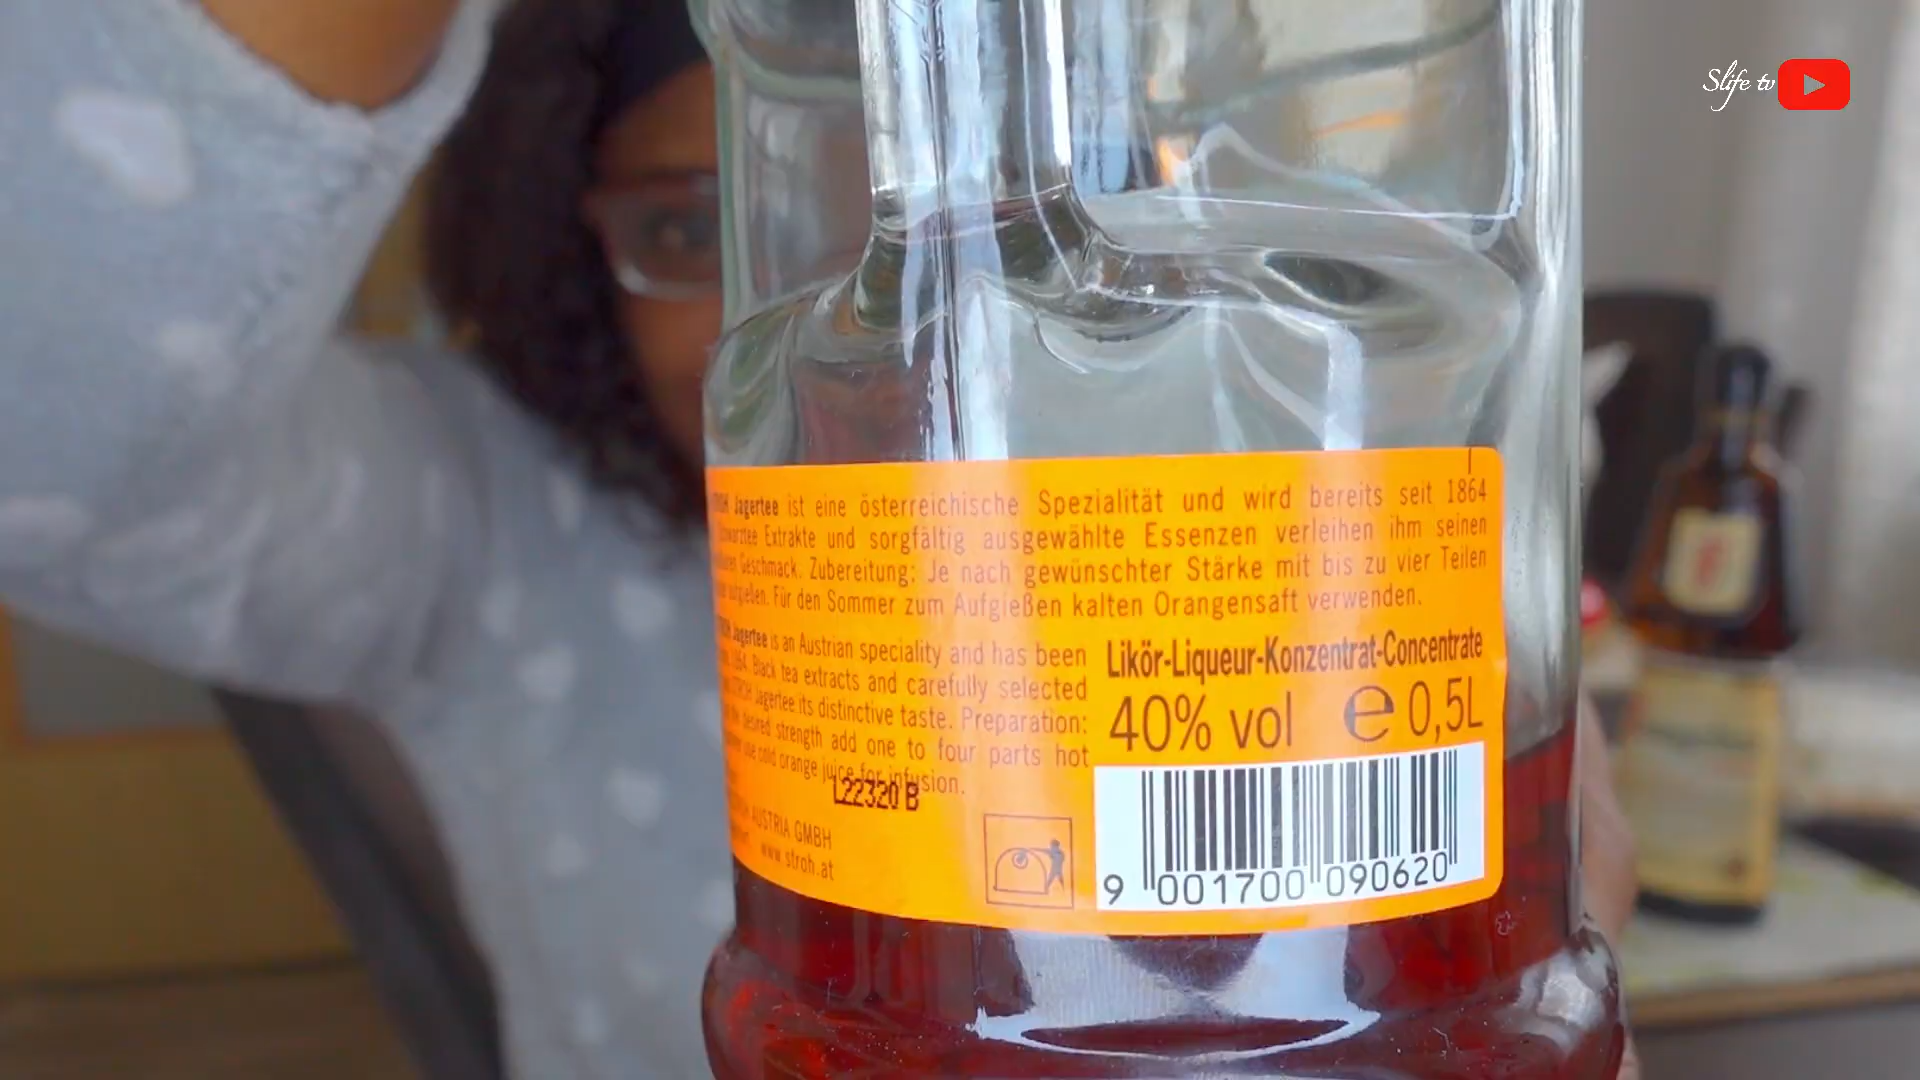 Slife tv
Jagertee ist eine österreichische Spezialität und wird bereits seit 1864
Extrakte und sorgfältig ausgewählte Essenzen verleihen ihm seinen
Geschmack. Zubereitung: Je nach gewünschter Stärke mit bis zu vier Teilen
Für den Sommer zum Aufgießen kalten Orangensaft verwenden.
Jagertee is an Austrian speciality and has been
1864. Black tea extracts and carefully selected
STROH Jagertee its distinctive taste. Preparation:
desired strength add one to four parts hot
use cold orange juice for infusion.
L22320 B
AUSTRIA GMBH
www.stroh.at
Likör-Liqueur-Konzentrat-Concentrate
40% vol e 0,5L
9 001700 090620